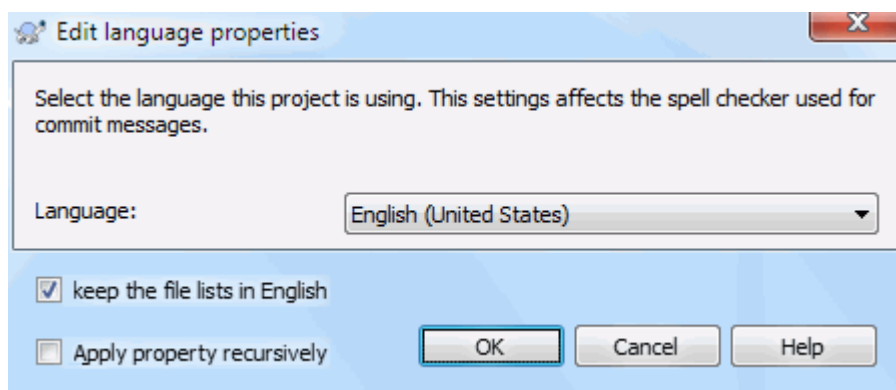 Edit language properties
Select the language this project is using. This settings affects the spell checker used for
commit messages.
Language: English (United States)
keep the file lists in English
Apply property recursively OK Cancel Help